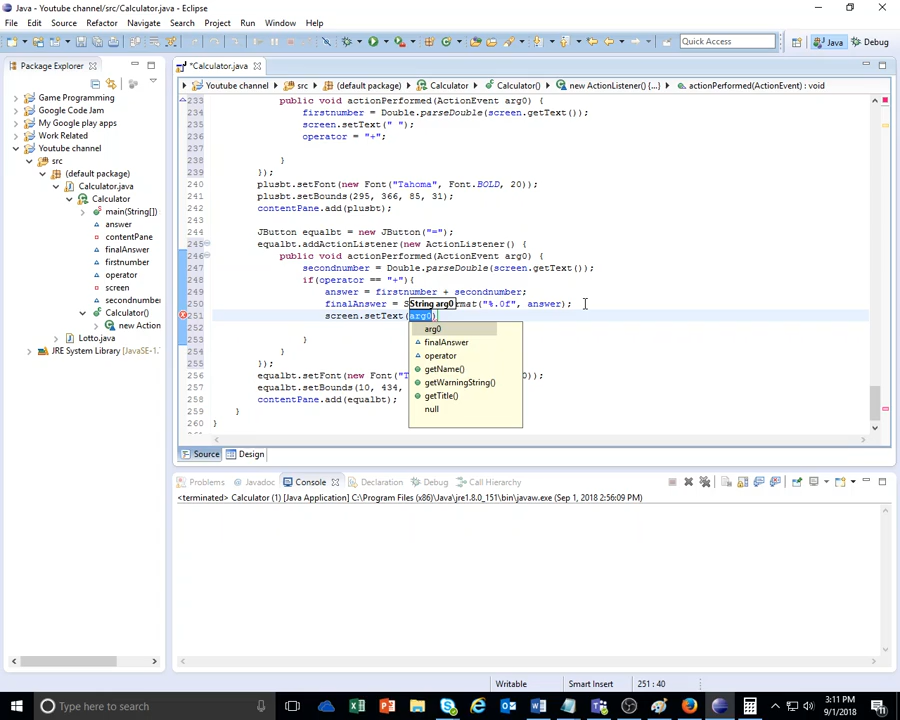 Java - Youtube channel/src/Calculator.java - Eclipse
File Edit Source Refactor Navigate Search Project Run Window Help
Quick Access
Java
Debug
Package Explorer
*Calculator.java
Youtube channel
src
(default package)
Calculator
Calculator()
new ActionListener() {...}
actionPerformed(ActionEvent) : void
Game Programming
Google Code Jam
My Google play apps
Work Related
Youtube channel
src
(default package)
Calculator.java
Calculator
main(String[])
answer
contentPane
finalAnswer
firstnumber
operator
screen
secondnumbe
Calculator()
new Action
Lotto.java
JRE System Library [JavaSE-1.
233 public void actionPerformed(ActionEvent arg0) {
234 firstnumber = Double.parseDouble(screen.getText());
235 screen.setText(" ");
236 operator = "+";
237
238 }
239 });
240 plusbt.setFont(new Font("Tahoma", Font.BOLD, 20));
241 plusbt.setBounds(295, 366, 85, 31);
242 contentPane.add(plusbt);
243
244 JButton equalbt = new JButton("=");
245 equalbt.addActionListener(new ActionListener() {
246 public void actionPerformed(ActionEvent arg0) {
247 secondnumber = Double.parseDouble(screen.getText());
248 if(operator == "+"){
249 answer = firstnumber + secondnumber;
250 finalAnswer = S String arg0 rmat("%.0f", answer);
251 screen.setText(arg0)
252
253 }
254 }
255 });
256 equalbt.setFont(new Font("T 0));
257 equalbt.setBounds(10, 434,
258 contentPane.add(equalbt);
259 }
260 }
arg0
finalAnswer
operator
getName()
getWarningString()
getTitle()
null
Source Design
Problems Javadoc Console Declaration Debug Call Hierarchy
<terminated> Calculator (1) [Java Application] C:\Program Files (x86)\Java\jre1.8.0_151\bin\javaw.exe (Sep 1, 2018 2:56:09 PM)
Writable Smart Insert 251 : 40
Type here to search
3:11 PM
9/1/2018